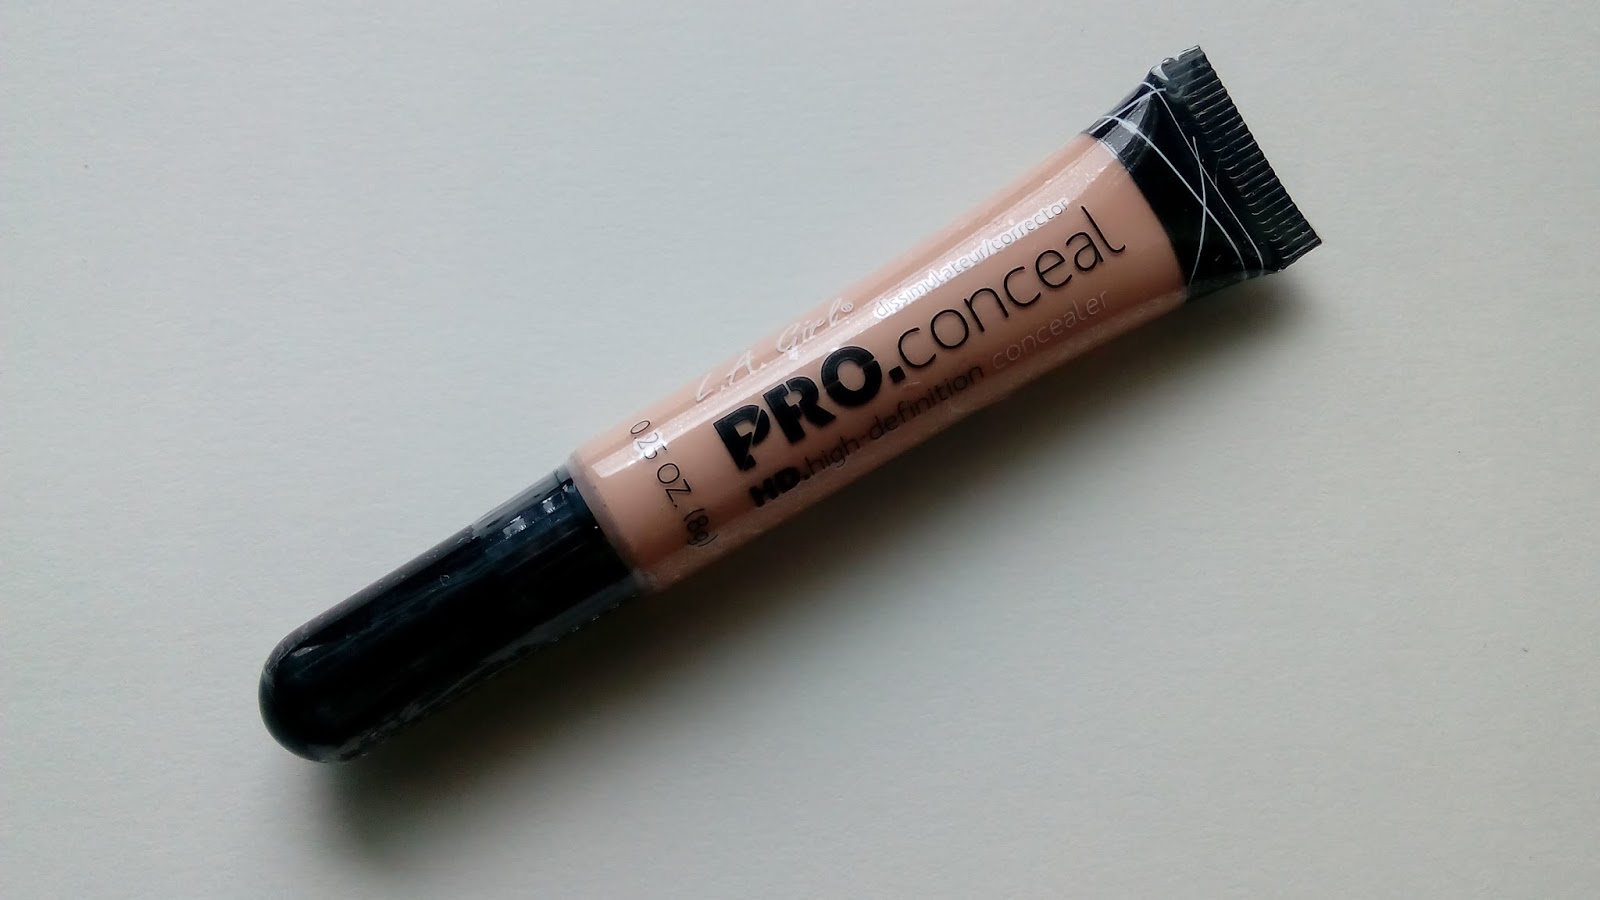 L.A. Girl®
dissimulateur/corrector
PRO.conceal
HD.high-definition concealer
0.25 OZ. (8g)